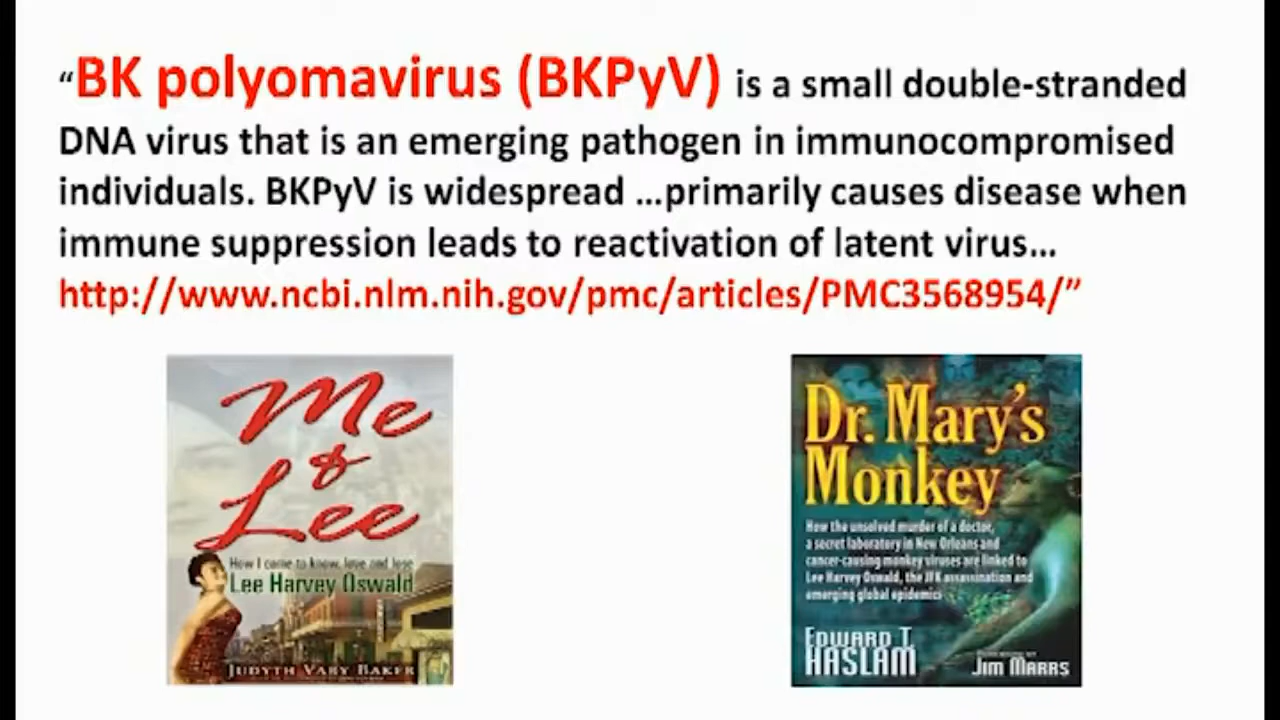 “BK polyomavirus (BKPyV) is a small double-stranded
DNA virus that is an emerging pathogen in immunocompromised
individuals. BKPyV is widespread ...primarily causes disease when
immune suppression leads to reactivation of latent virus...
http://www.ncbi.nlm.nih.gov/pmc/articles/PMC3568954/”
Me
&
Lee
How I came to know, love and lose
Lee Harvey Oswald
JUDYTH VARY BAKER
Dr. Mary's
Monkey
How the unsolved murder of a doctor,
a secret laboratory in New Orleans and
cancer-causing monkey viruses are linked to
Lee Harvey Oswald, the JFK assassination and
emerging global epidemics
EDWARD T.
HASLAM
JIM MARRS